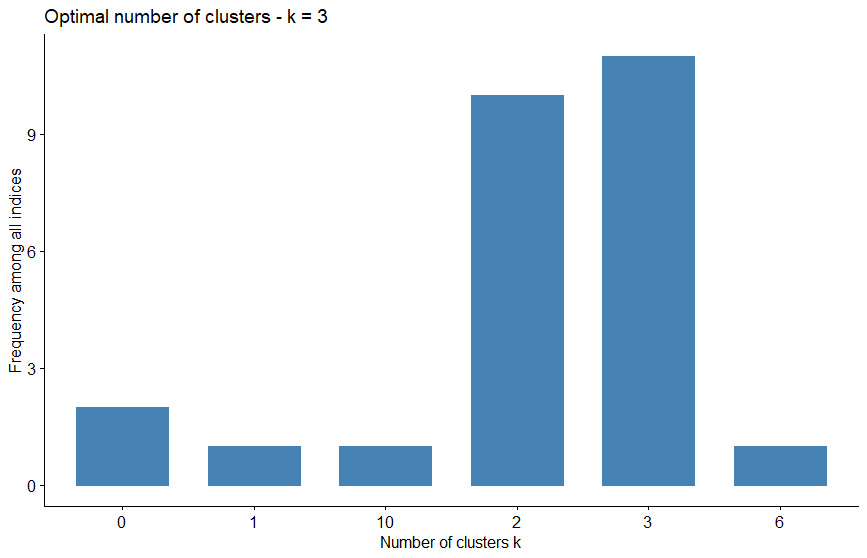 Optimal number of clusters - k = 3
Frequency among all indices
9
6
3
0
0 1 10 2 3 6
Number of clusters k